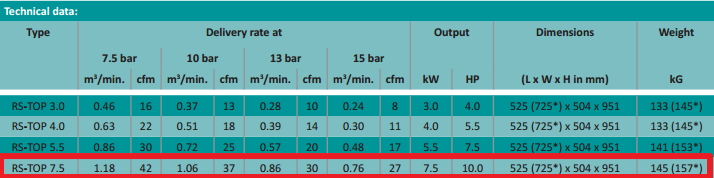 Technical data:
Type Delivery rate at Output Dimensions Weight
7.5 bar 10 bar 13 bar 15 bar
m³/min. cfm m³/min. cfm m³/min. cfm m³/min. cfm kW HP (L x W x H in mm) kG
RS-TOP 3.0 0.46 16 0.37 13 0.28 10 0.24 8 3.0 4.0 525 (725*) x 504 x 951 133 (145*)
RS-TOP 4.0 0.63 22 0.51 18 0.39 14 0.30 11 4.0 5.5 525 (725*) x 504 x 951 133 (145*)
RS-TOP 5.5 0.86 30 0.72 25 0.57 20 0.48 17 5.5 7.5 525 (725*) x 504 x 951 141 (153*)
RS-TOP 7.5 1.18 42 1.06 37 0.86 30 0.76 27 7.5 10.0 525 (725*) x 504 x 951 145 (157*)